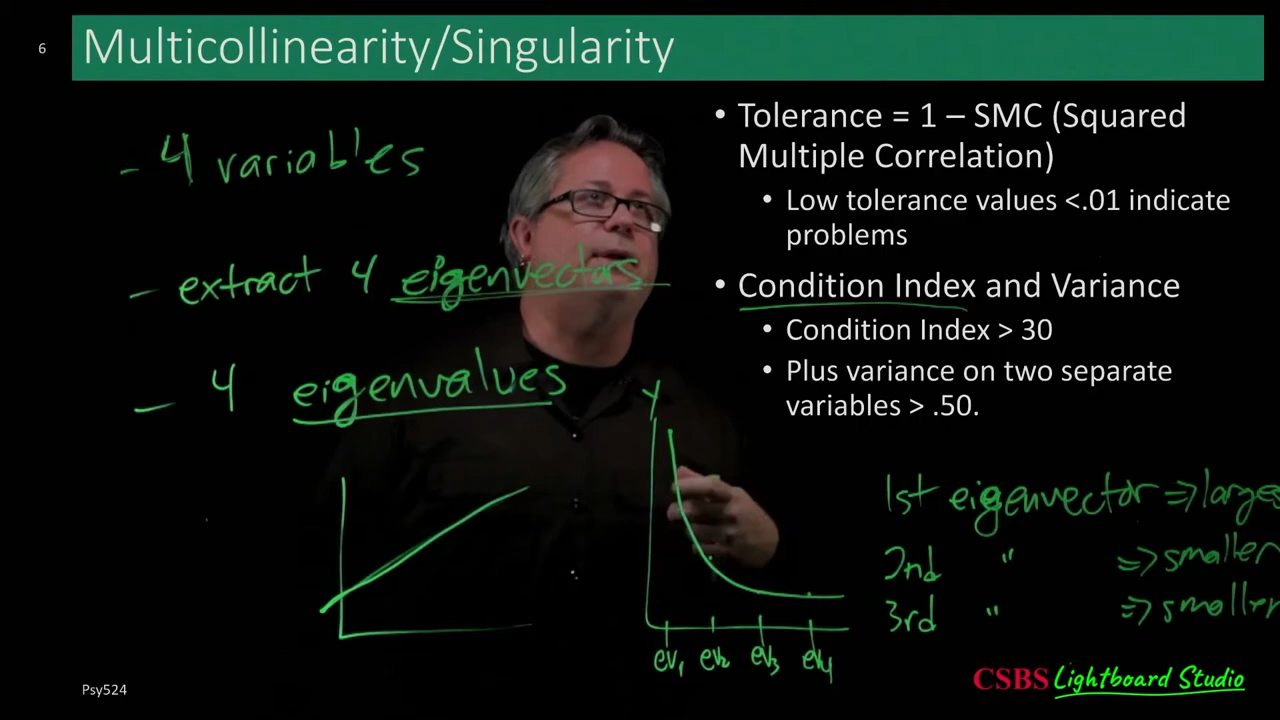 6
Multicollinearity/Singularity
- 4 variables
- extract 4 eigenvectors
- 4 eigenvalues
• Tolerance = 1 – SMC (Squared
Multiple Correlation)
• Low tolerance values <.01 indicate
problems
• Condition Index and Variance
• Condition Index > 30
• Plus variance on two separate
variables > .50.
Y
ev1 ev2 ev3 ev4
1st eigenvector => larges
2nd " => smaller
3rd " => smaller
Psy524
CSBS Lightboard Studio